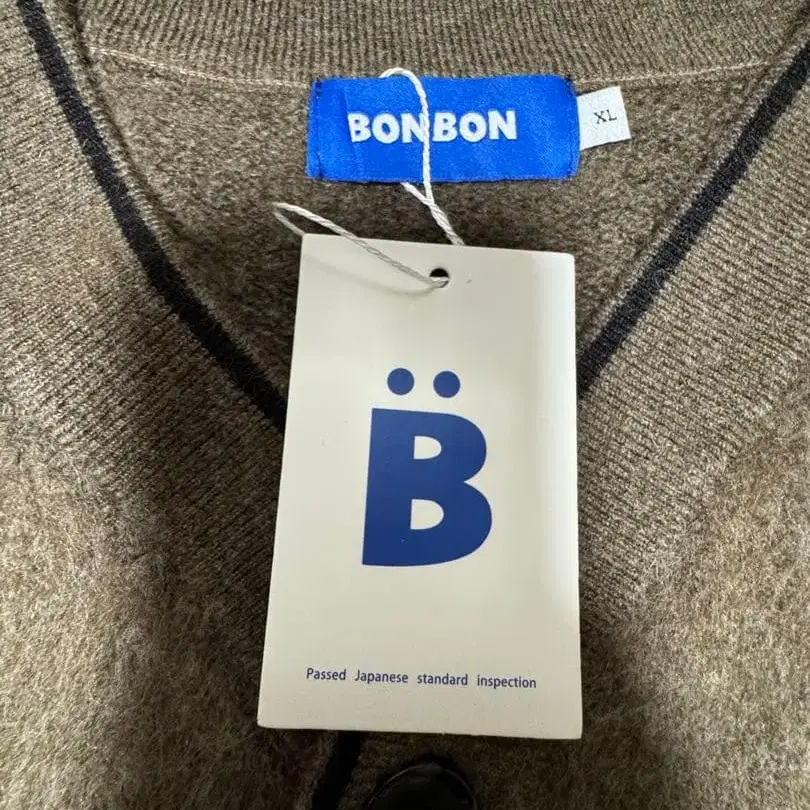 BONBON
XL
B̈
Passed Japanese standard inspection